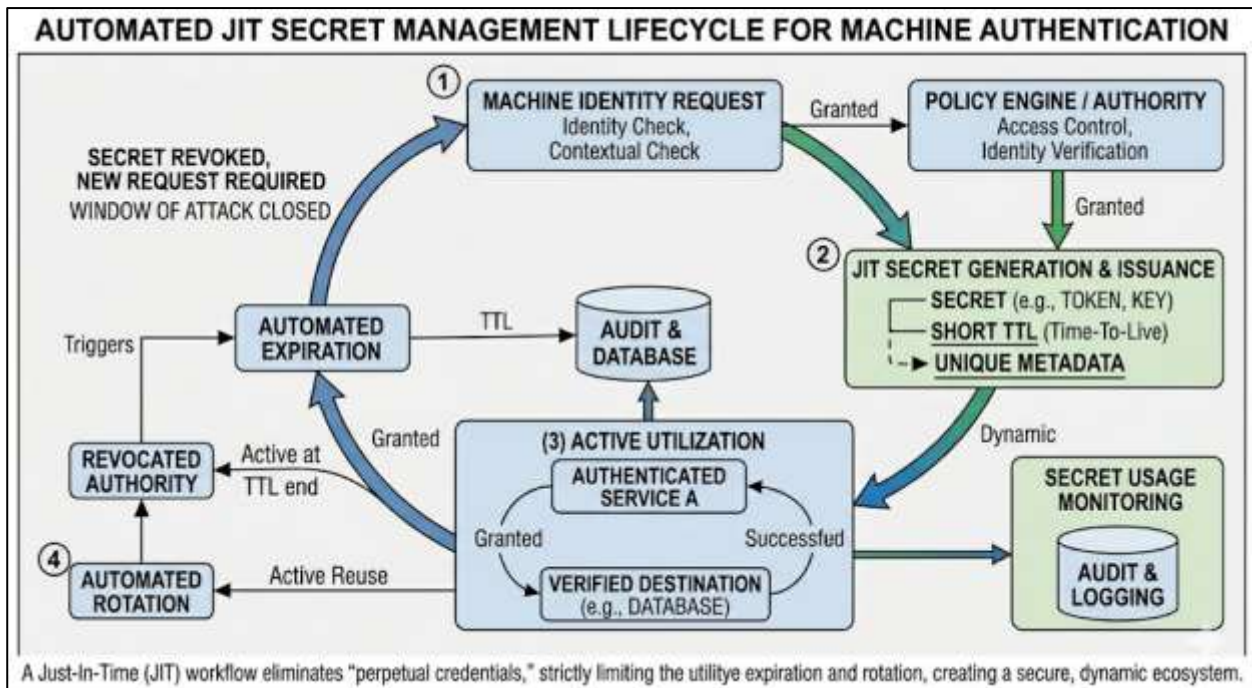 AUTOMATED JIT SECRET MANAGEMENT LIFECYCLE FOR MACHINE AUTHENTICATION
1
MACHINE IDENTITY REQUEST
Identity Check,
Contextual Check
Granted
POLICY ENGINE / AUTHORITY
Access Control,
Identity Verification
SECRET REVOKED,
NEW REQUEST REQUIRED
WINDOW OF ATTACK CLOSED
Granted
2
JIT SECRET GENERATION & ISSUANCE
SECRET (e.g., TOKEN, KEY)
SHORT TTL (Time-To-Live)
UNIQUE METADATA
Triggers
AUTOMATED
EXPIRATION
TTL
AUDIT &
DATABASE
Granted
Dynamic
REVOCATED
AUTHORITY
Active at
TTL end
(3) ACTIVE UTILIZATION
AUTHENTICATED
SERVICE A
Granted
Successfud
VERIFIED DESTINATION
(e.g., DATABASE)
SECRET USAGE
MONITORING
AUDIT &
LOGGING
4
AUTOMATED
ROTATION
Active Reuse
A Just-In-Time (JIT) workflow eliminates “perpetual credentials,” strictly limiting the utilitye expiration and rotation, creating a secure, dynamic ecosystem.